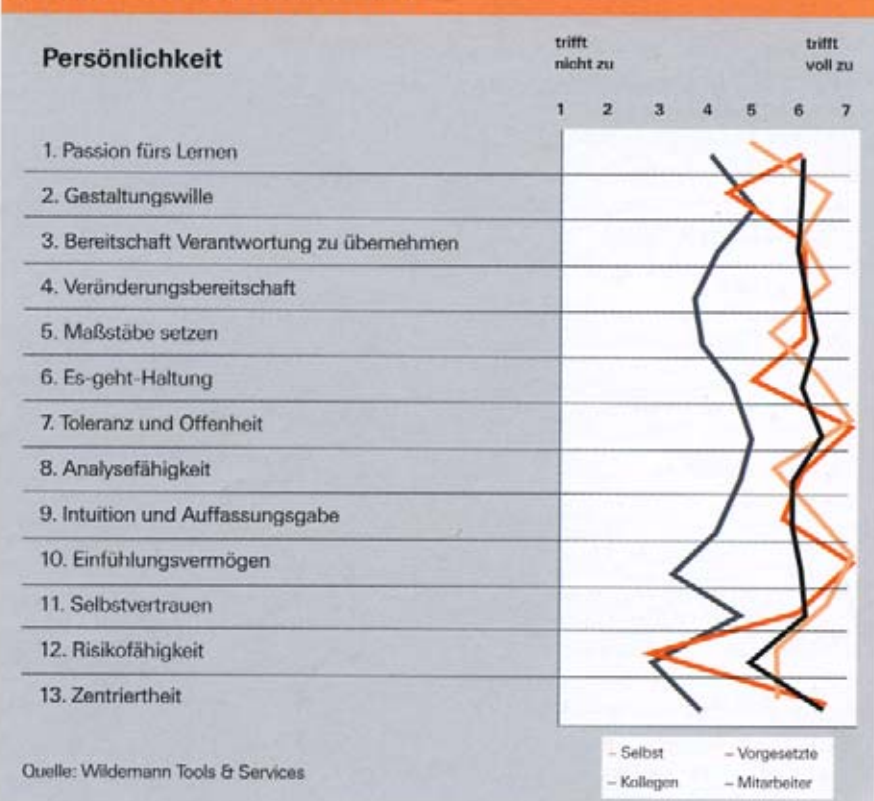 Persönlichkeit
trifft
nicht zu
trifft
voll zu
1 2 3 4 5 6 7
1. Passion fürs Lernen
2. Gestaltungswille
3. Bereitschaft Verantwortung zu übernehmen
4. Veränderungsbereitschaft
5. Maßstäbe setzen
6. Es-geht-Haltung
7. Toleranz und Offenheit
8. Analysefähigkeit
9. Intuition und Auffassungsgabe
10. Einfühlungsvermögen
11. Selbstvertrauen
12. Risikofähigkeit
13. Zentriertheit
– Selbst – Vorgesetzte
– Kollegen – Mitarbeiter
Quelle: Wildemann Tools & Services